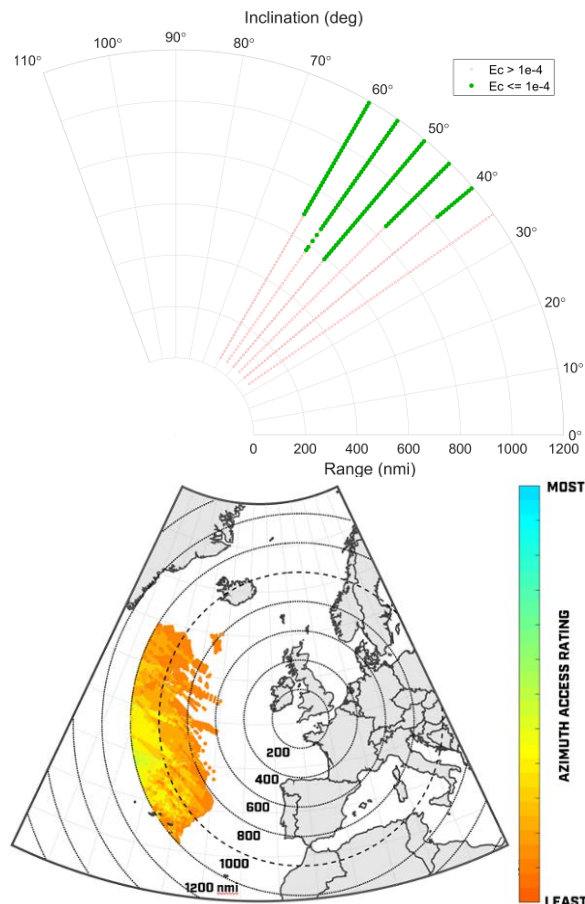 Inclination (deg)
110°
100°
90°
80°
70°
60°
50°
40°
30°
20°
10°
0°
Ec > 1e-4
Ec <= 1e-4
0 200 400 600 800 1000 1200
Range (nmi)
200
400
600
800
1000
1200 nmi
MOST
AZIMUTH ACCESS RATING
LEAST